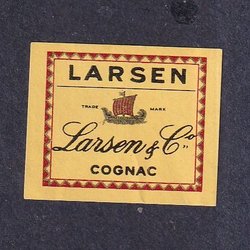 LARSEN
TRADE MARK
Larsen & Co
COGNAC